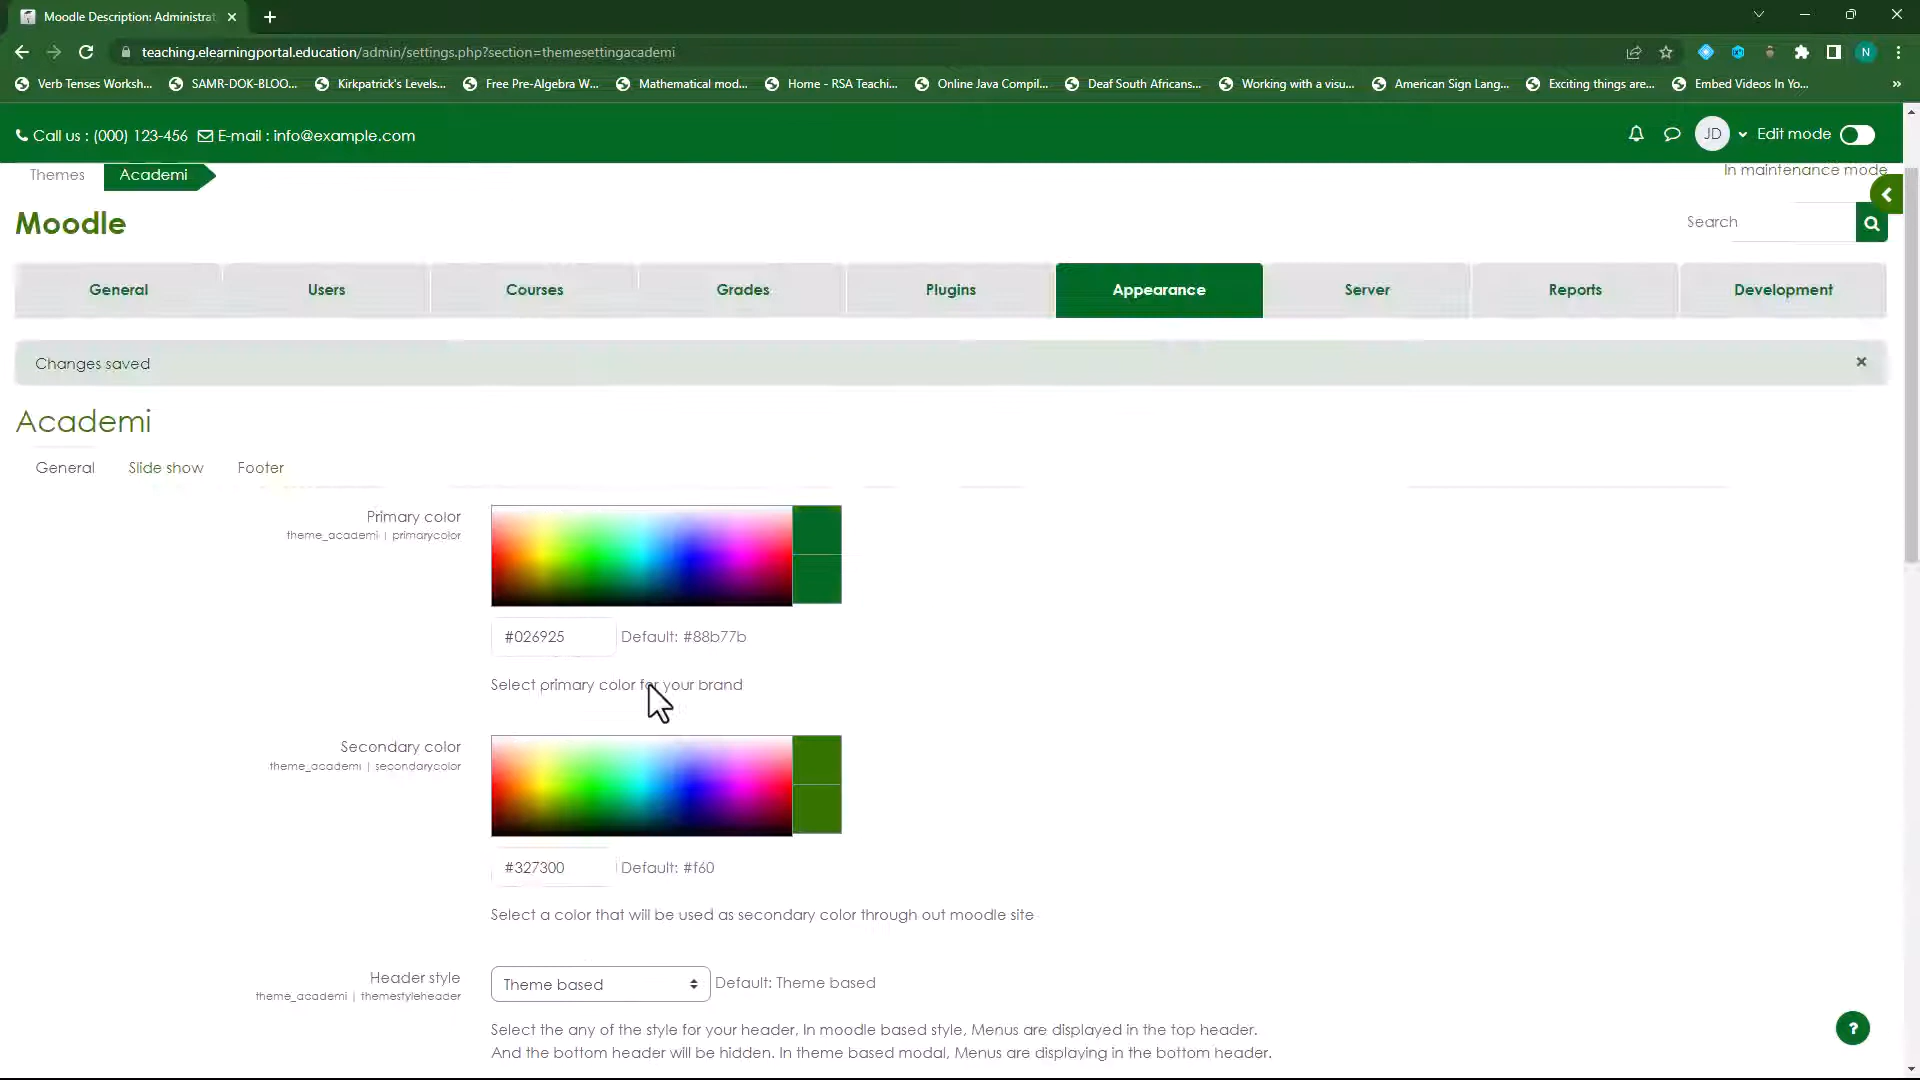 Moodle Description: Administrat
teaching.elearningportal.education/admin/settings.php?section=themesettingacademi
N
Verb Tenses Worksh... SAMR-DOK-BLOO... Kirkpatrick's Levels... Free Pre-Algebra W... Mathematical mod... Home - RSA Teachi... Online Java Compil... Deaf South Africans... Working with a visu... American Sign Lang... Exciting things are... Embed Videos In Yo... »
Call us : (000) 123-456 E-mail : info@example.com
JD Edit mode
Themes Academi
In maintenance mode
Moodle
Search
General Users Courses Grades Plugins Appearance Server Reports Development
Changes saved
Academi
General Slide show Footer
Primary color
theme_academi | primarycolor
#026925 Default: #88b77b
Select primary color for your brand
Secondary color
theme_academi | secondarycolor
#327300 Default: #f60
Select a color that will be used as secondary color through out moodle site
Header style
theme_academi | themestyleheader
Theme based Default: Theme based
Select the any of the style for your header, In moodle based style, Menus are displayed in the top header.
And the bottom header will be hidden. In theme based modal, Menus are displaying in the bottom header.
?